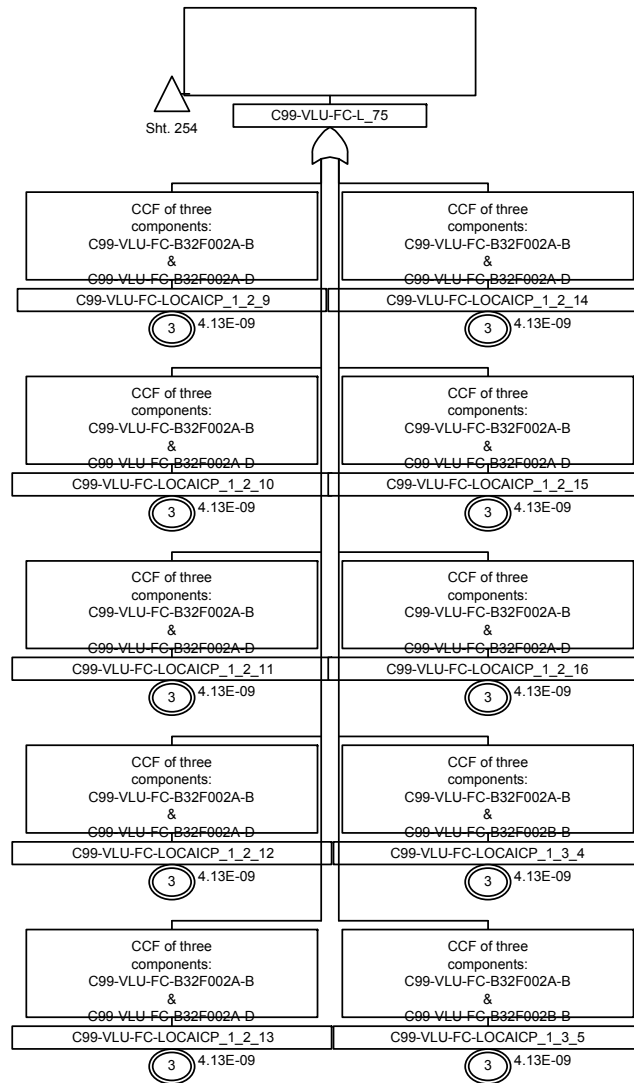 C99-VLU-FC-L_75
Sht. 254
CCF of three
components:
C99-VLU-FC-B32F002A-B
&
C99-VLU-FC-B32F002A-D
C99-VLU-FC-LOCAICP_1_2_9
3
4.13E-09
CCF of three
components:
C99-VLU-FC-B32F002A-B
&
C99-VLU-FC-B32F002A-D
C99-VLU-FC-LOCAICP_1_2_14
3
4.13E-09
CCF of three
components:
C99-VLU-FC-B32F002A-B
&
C99-VLU-FC-B32F002A-D
C99-VLU-FC-LOCAICP_1_2_10
3
4.13E-09
CCF of three
components:
C99-VLU-FC-B32F002A-B
&
C99-VLU-FC-B32F002A-D
C99-VLU-FC-LOCAICP_1_2_15
3
4.13E-09
CCF of three
components:
C99-VLU-FC-B32F002A-B
&
C99-VLU-FC-B32F002A-D
C99-VLU-FC-LOCAICP_1_2_11
3
4.13E-09
CCF of three
components:
C99-VLU-FC-B32F002A-B
&
C99-VLU-FC-B32F002A-D
C99-VLU-FC-LOCAICP_1_2_16
3
4.13E-09
CCF of three
components:
C99-VLU-FC-B32F002A-B
&
C99-VLU-FC-B32F002A-D
C99-VLU-FC-LOCAICP_1_2_12
3
4.13E-09
CCF of three
components:
C99-VLU-FC-B32F002A-B
&
C99-VLU-FC-B32F002B-B
C99-VLU-FC-LOCAICP_1_3_4
3
4.13E-09
CCF of three
components:
C99-VLU-FC-B32F002A-B
&
C99-VLU-FC-B32F002A-D
C99-VLU-FC-LOCAICP_1_2_13
3
4.13E-09
CCF of three
components:
C99-VLU-FC-B32F002A-B
&
C99-VLU-FC-B32F002B-B
C99-VLU-FC-LOCAICP_1_3_5
3
4.13E-09